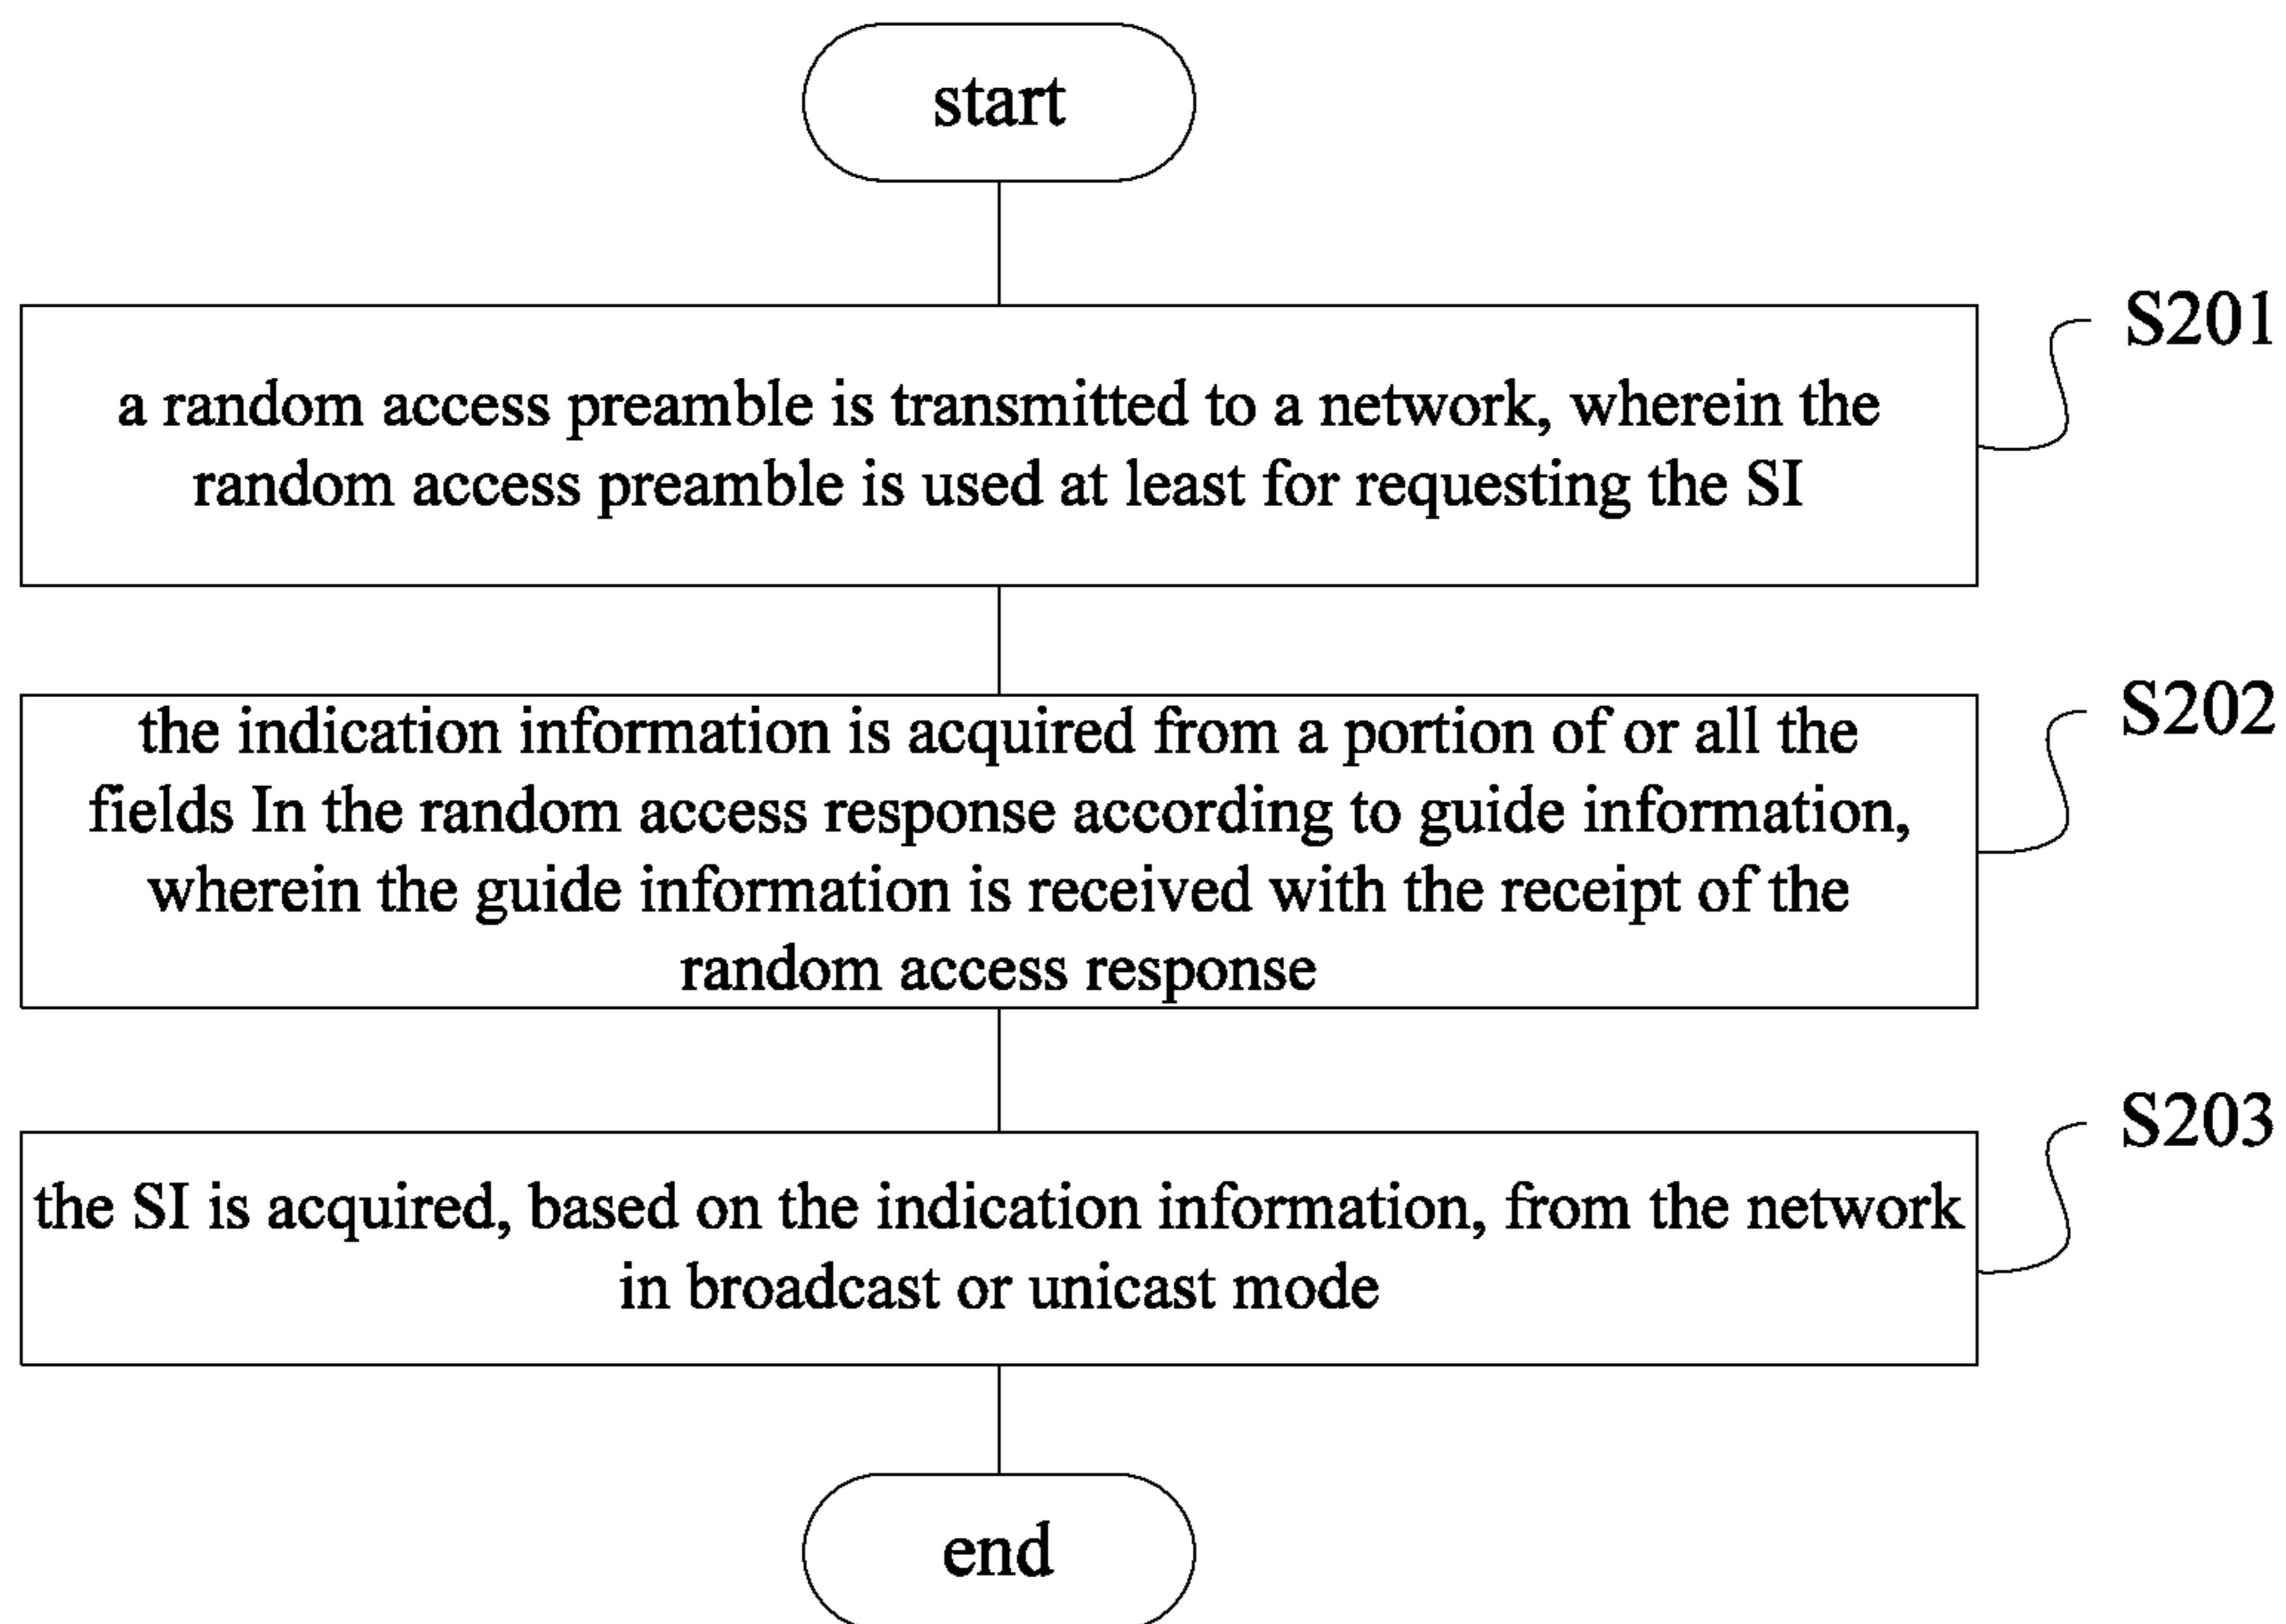 start
S201
a random access preamble is transmitted to a network, wherein the
random access preamble is used at least for requesting the SI
S202
the indication information is acquired from a portion of or all the
fields In the random access response according to guide information,
wherein the guide information is received with the receipt of the
random access response
S203
the SI is acquired, based on the indication information, from the network
in broadcast or unicast mode
end